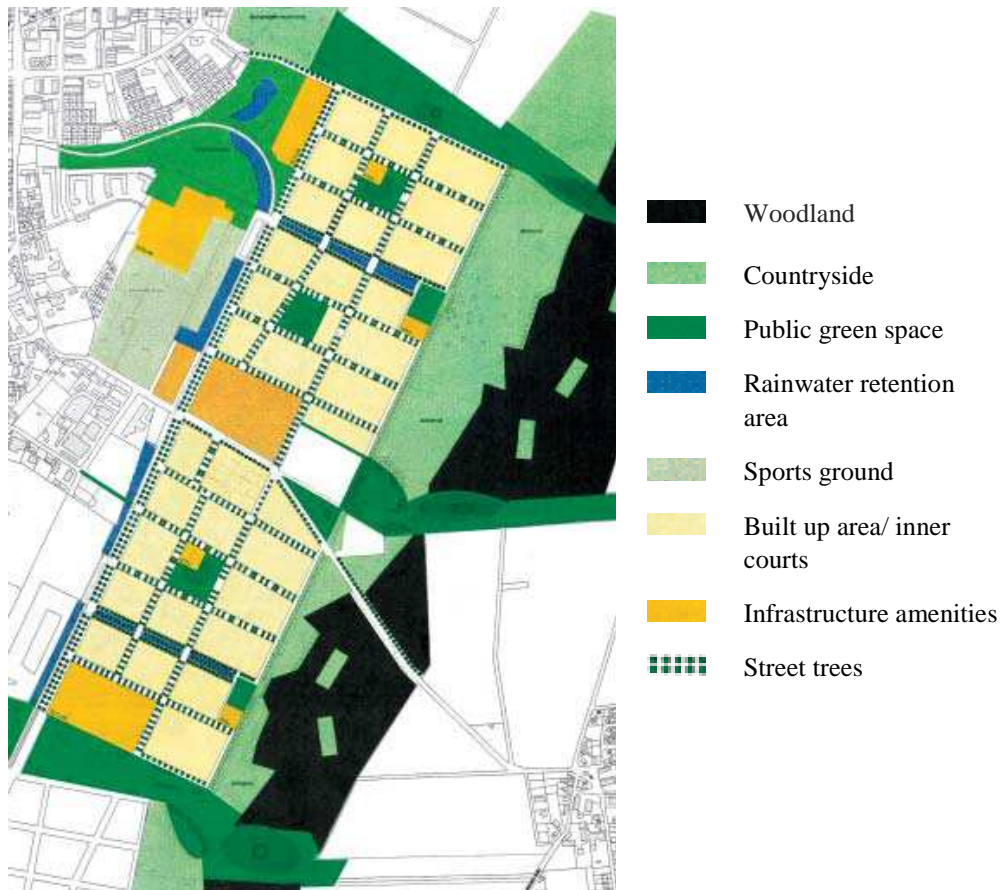 Woodland
Countryside
Public green space
Rainwater retention
area
Sports ground
Built up area/ inner
courts
Infrastructure amenities
Street trees